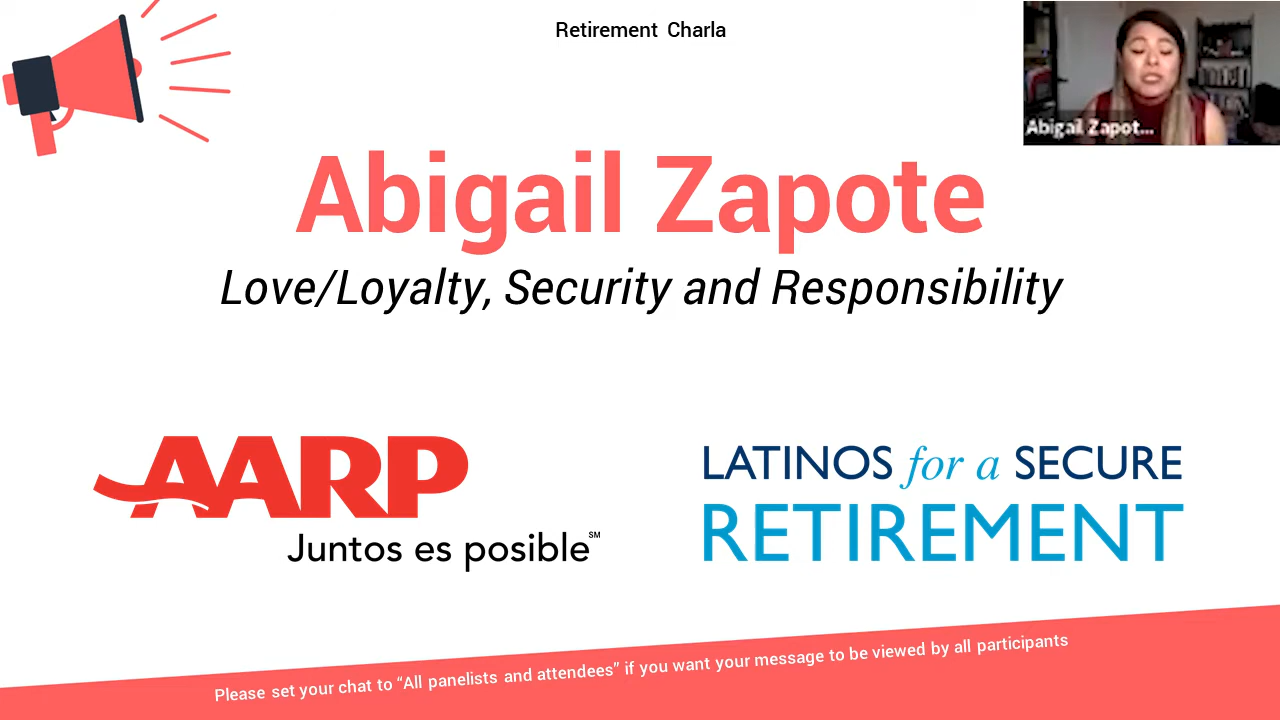 Retirement Charla
Abigail Zapot...
Abigail Zapote
Love/Loyalty, Security and Responsibility
AARP
Juntos es posible℠
LATINOS for a SECURE
RETIREMENT
Please set your chat to “All panelists and attendees” if you want your message to be viewed by all participants